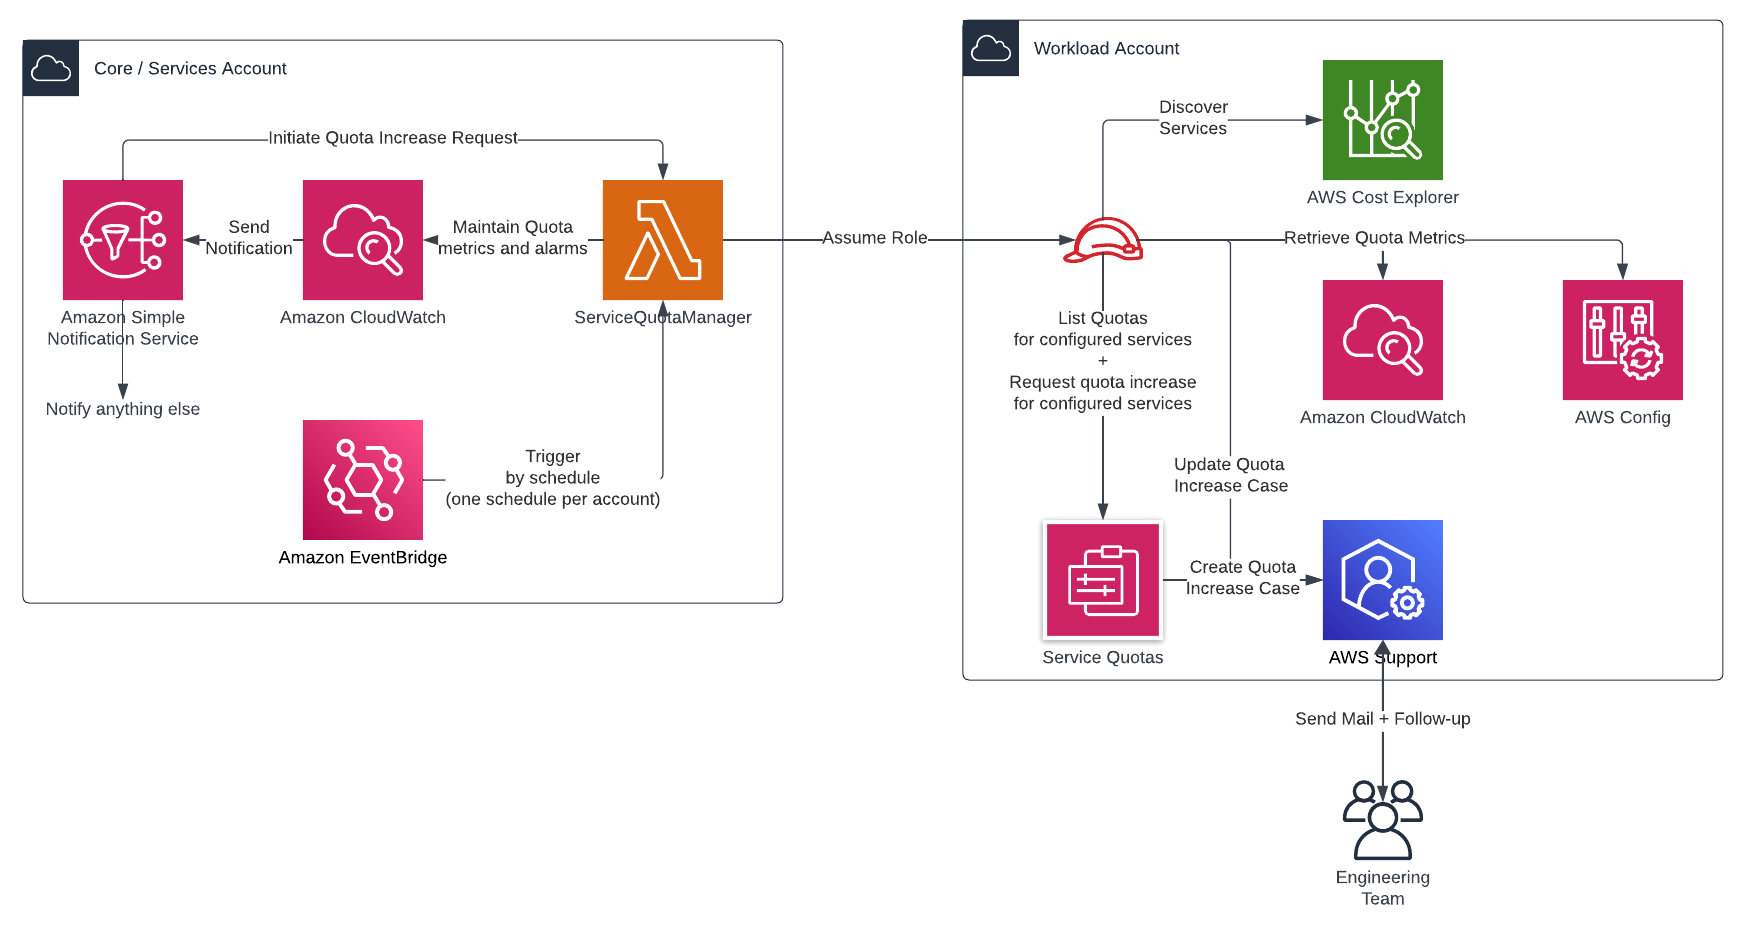 Core / Services Account
Initiate Quota Increase Request
Send
Notification
Maintain Quota
metrics and alarms
Amazon Simple
Notification Service
Amazon CloudWatch
ServiceQuotaManager
Notify anything else
Trigger
by schedule
(one schedule per account)
Amazon EventBridge
Assume Role
Workload Account
Discover
Services
AWS Cost Explorer
Retrieve Quota Metrics
List Quotas
for configured services
+
Request quota increase
for configured services
Amazon CloudWatch
AWS Config
Update Quota
Increase Case
Create Quota
Increase Case
Service Quotas
AWS Support
Send Mail + Follow-up
Engineering
Team